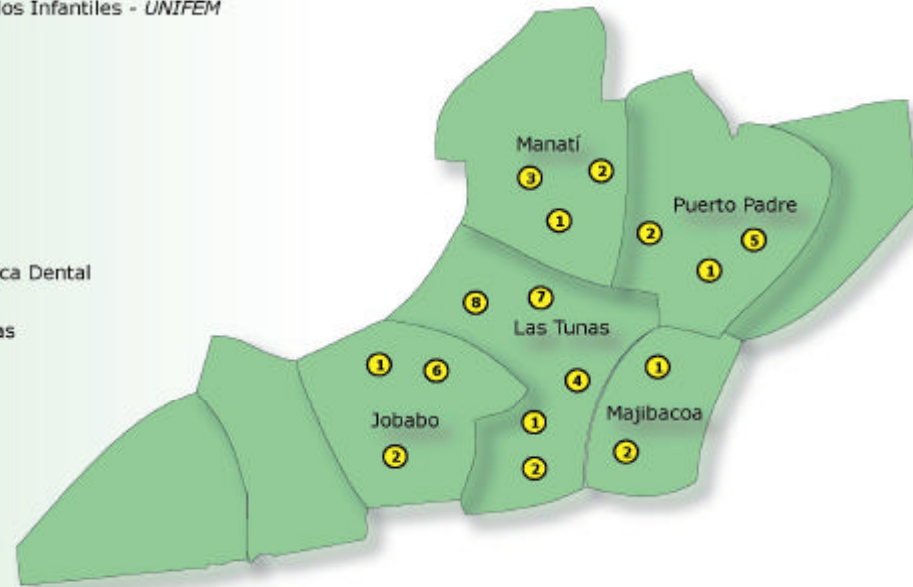 los Infantiles - UNIFEM
Manatí
3 2
1
Puerto Padre
2 5
1
ca Dental
8 7
Las Tunas
as
1 6
4
1
Jobabo
1
Majibacoa
2
2
2